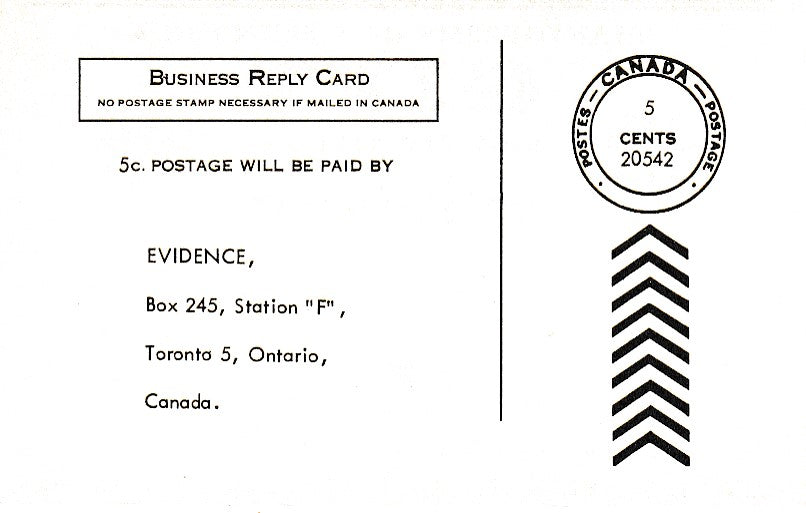 BUSINESS REPLY CARD
NO POSTAGE STAMP NECESSARY IF MAILED IN CANADA
5c. POSTAGE WILL BE PAID BY
EVIDENCE,
Box 245, Station "F",
Toronto 5, Ontario,
Canada.
POSTES — CANADA — POSTAGE
5
CENTS
20542